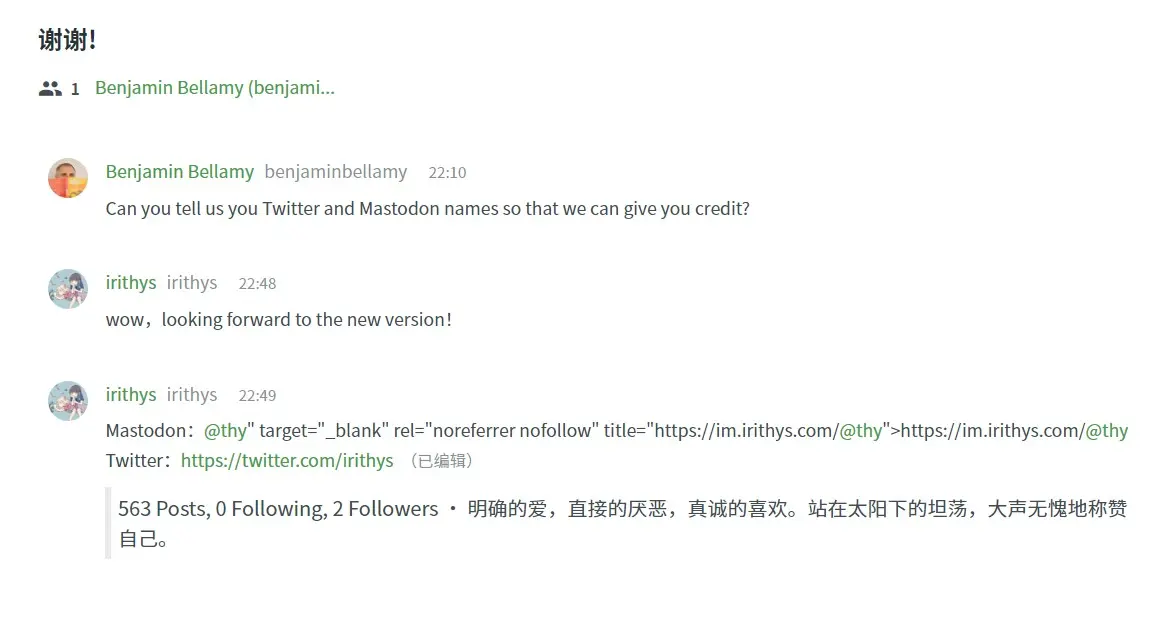 谢谢!
1 Benjamin Bellamy (benjami...
Benjamin Bellamy benjaminbellamy 22:10
Can you tell us you Twitter and Mastodon names so that we can give you credit?
irithys irithys 22:48
wow，looking forward to the new version！
irithys irithys 22:49
Mastodon：@thy" target="_blank" rel="noreferrer nofollow" title="https://im.irithys.com/@thy">https://im.irithys.com/@thy
Twitter：https://twitter.com/irithys （已编辑）
563 Posts, 0 Following, 2 Followers · 明确的爱，直接的厌恶，真诚的喜欢。站在太阳下的坦荡，大声无愧地称赞
自己。